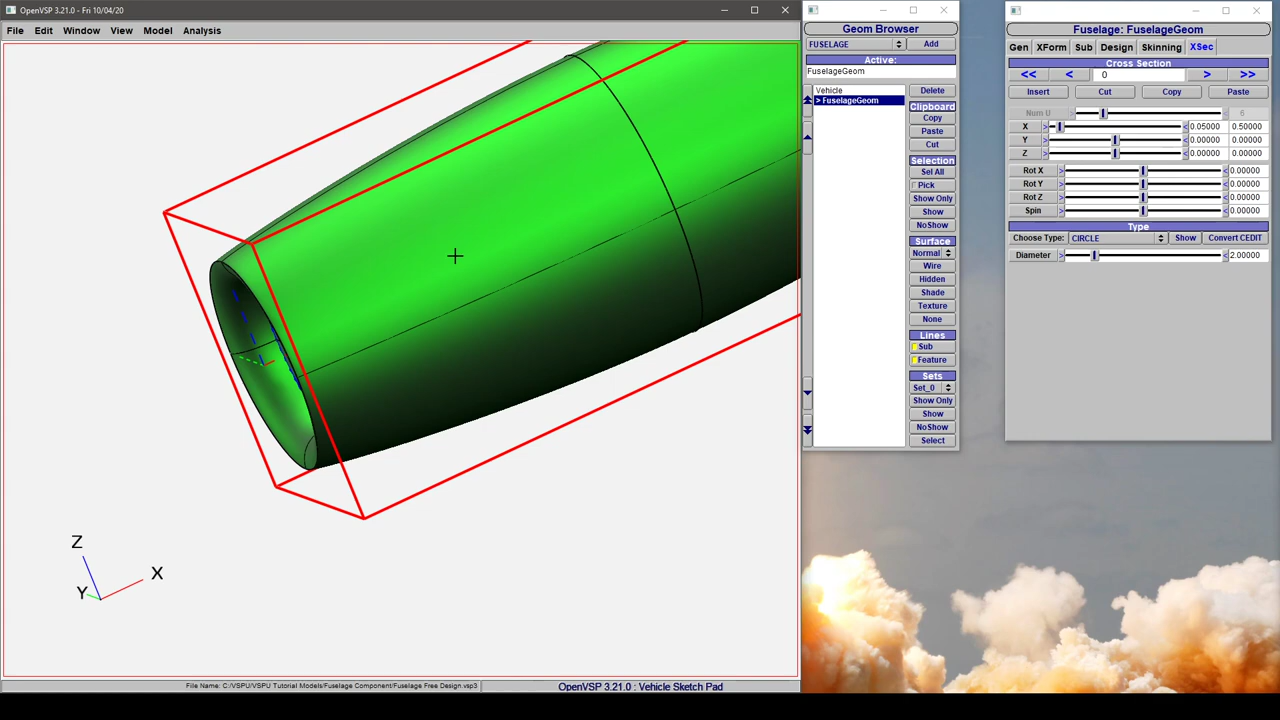 OpenVSP 3.21.0 - Fri 10/04/20
File Edit Window View Model Analysis
Z
X
Y
File Name: C:/VSPU/VSPU Tutorial Models/Fuselage Component/Fuselage Free Design.vsp3
OpenVSP 3.21.0 : Vehicle Sketch Pad
Geom Browser
FUSELAGE Add
Active:
FuselageGeom
Vehicle
> FuselageGeom
Delete
Clipboard
Copy
Paste
Cut
Selection
Sel All
Pick
Show Only
Show
NoShow
Surface
Normal
Wire
Hidden
Shade
Texture
None
Lines
Sub
Feature
Sets
Set_0
Show Only
Show
NoShow
Select
Fuselage: FuselageGeom
Gen XForm Sub Design Skinning XSec
Cross Section
<< < 0 > >>
Insert Cut Copy Paste
Num U > < 6
X > < 0.05000 0.50000
Y > < 0.00000 0.00000
Z > < 0.00000 0.00000
Rot X > < 0.00000
Rot Y > < 0.00000
Rot Z > < 0.00000
Spin > < 0.00000
Type
Choose Type: CIRCLE Show Convert CEDIT
Diameter > < 2.00000